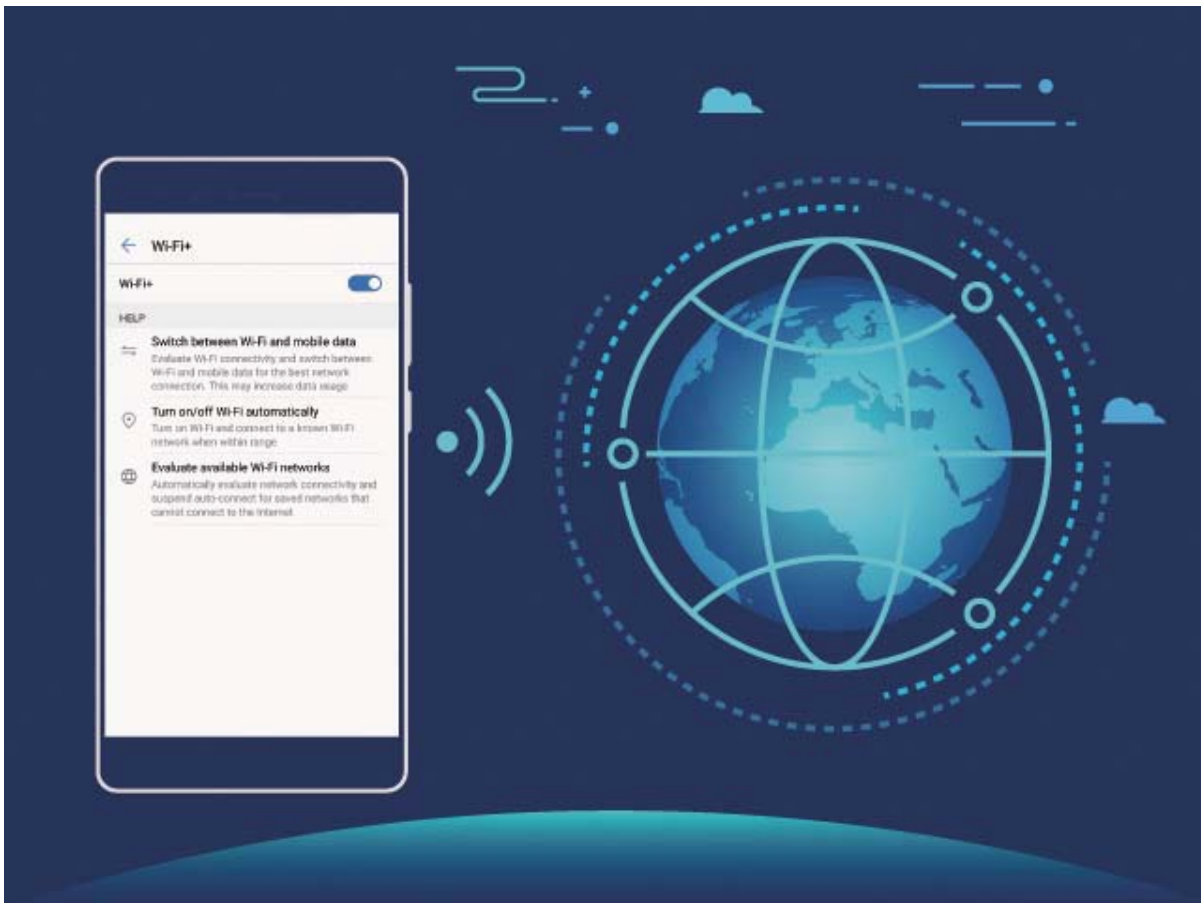 Wi-Fi+
Wi-Fi+
HELP
Switch between Wi-Fi and mobile data
Evaluate Wi-Fi connectivity and switch between
Wi-Fi and mobile data for the best network
connection. This may increase data usage
Turn on/off Wi-Fi automatically
Turn on Wi-Fi and connect to a known Wi-Fi
network when within range
Evaluate available Wi-Fi networks
Automatically evaluate network connectivity and
suspend auto-connect for saved networks that
cannot connect to the Internet